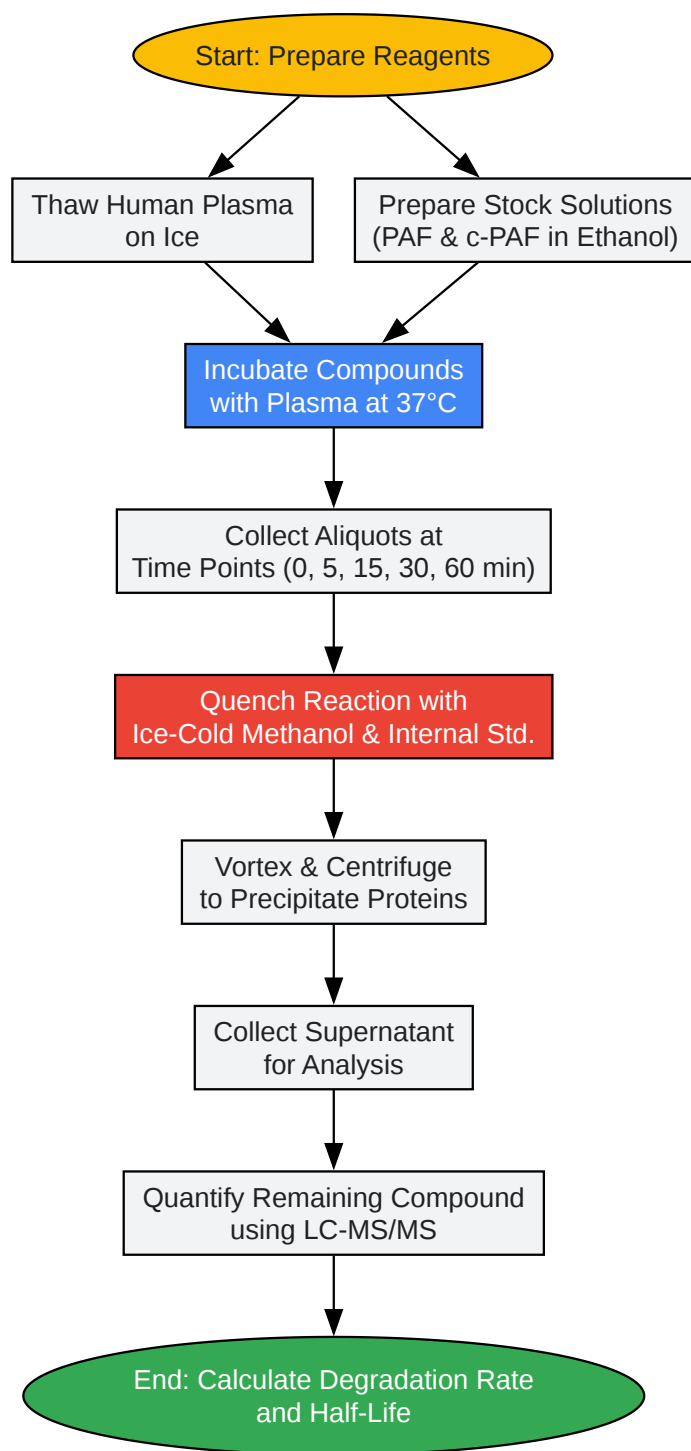 Start: Prepare Reagents
Thaw Human Plasma
on Ice
Prepare Stock Solutions
(PAF & c-PAF in Ethanol)
Incubate Compounds
with Plasma at 37°C
Collect Aliquots at
Time Points (0, 5, 15, 30, 60 min)
Quench Reaction with
Ice-Cold Methanol & Internal Std.
Vortex & Centrifuge
to Precipitate Proteins
Collect Supernatant
for Analysis
Quantify Remaining Compound
using LC-MS/MS
End: Calculate Degradation Rate
and Half-Life